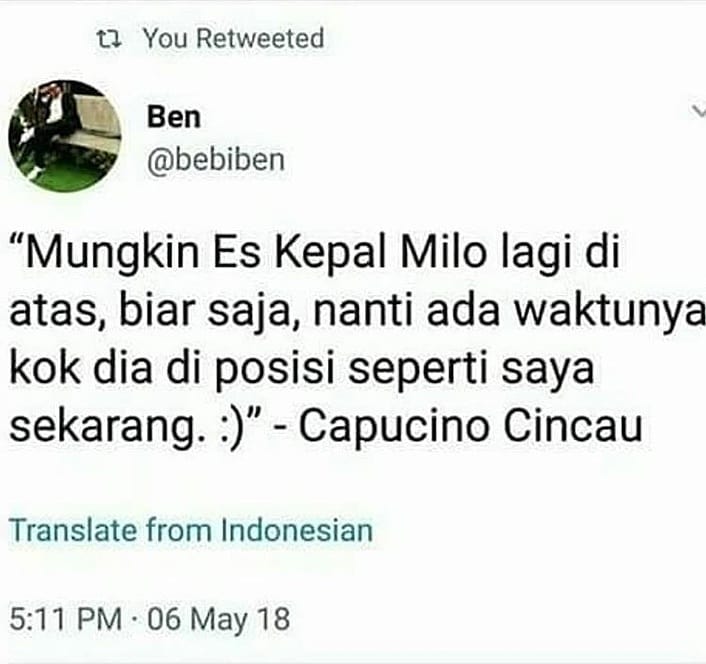 You Retweeted
Ben
@bebiben
“Mungkin Es Kepal Milo lagi di
atas, biar saja, nanti ada waktunya
kok dia di posisi seperti saya
sekarang. :)” - Capucino Cincau
Translate from Indonesian
5:11 PM · 06 May 18